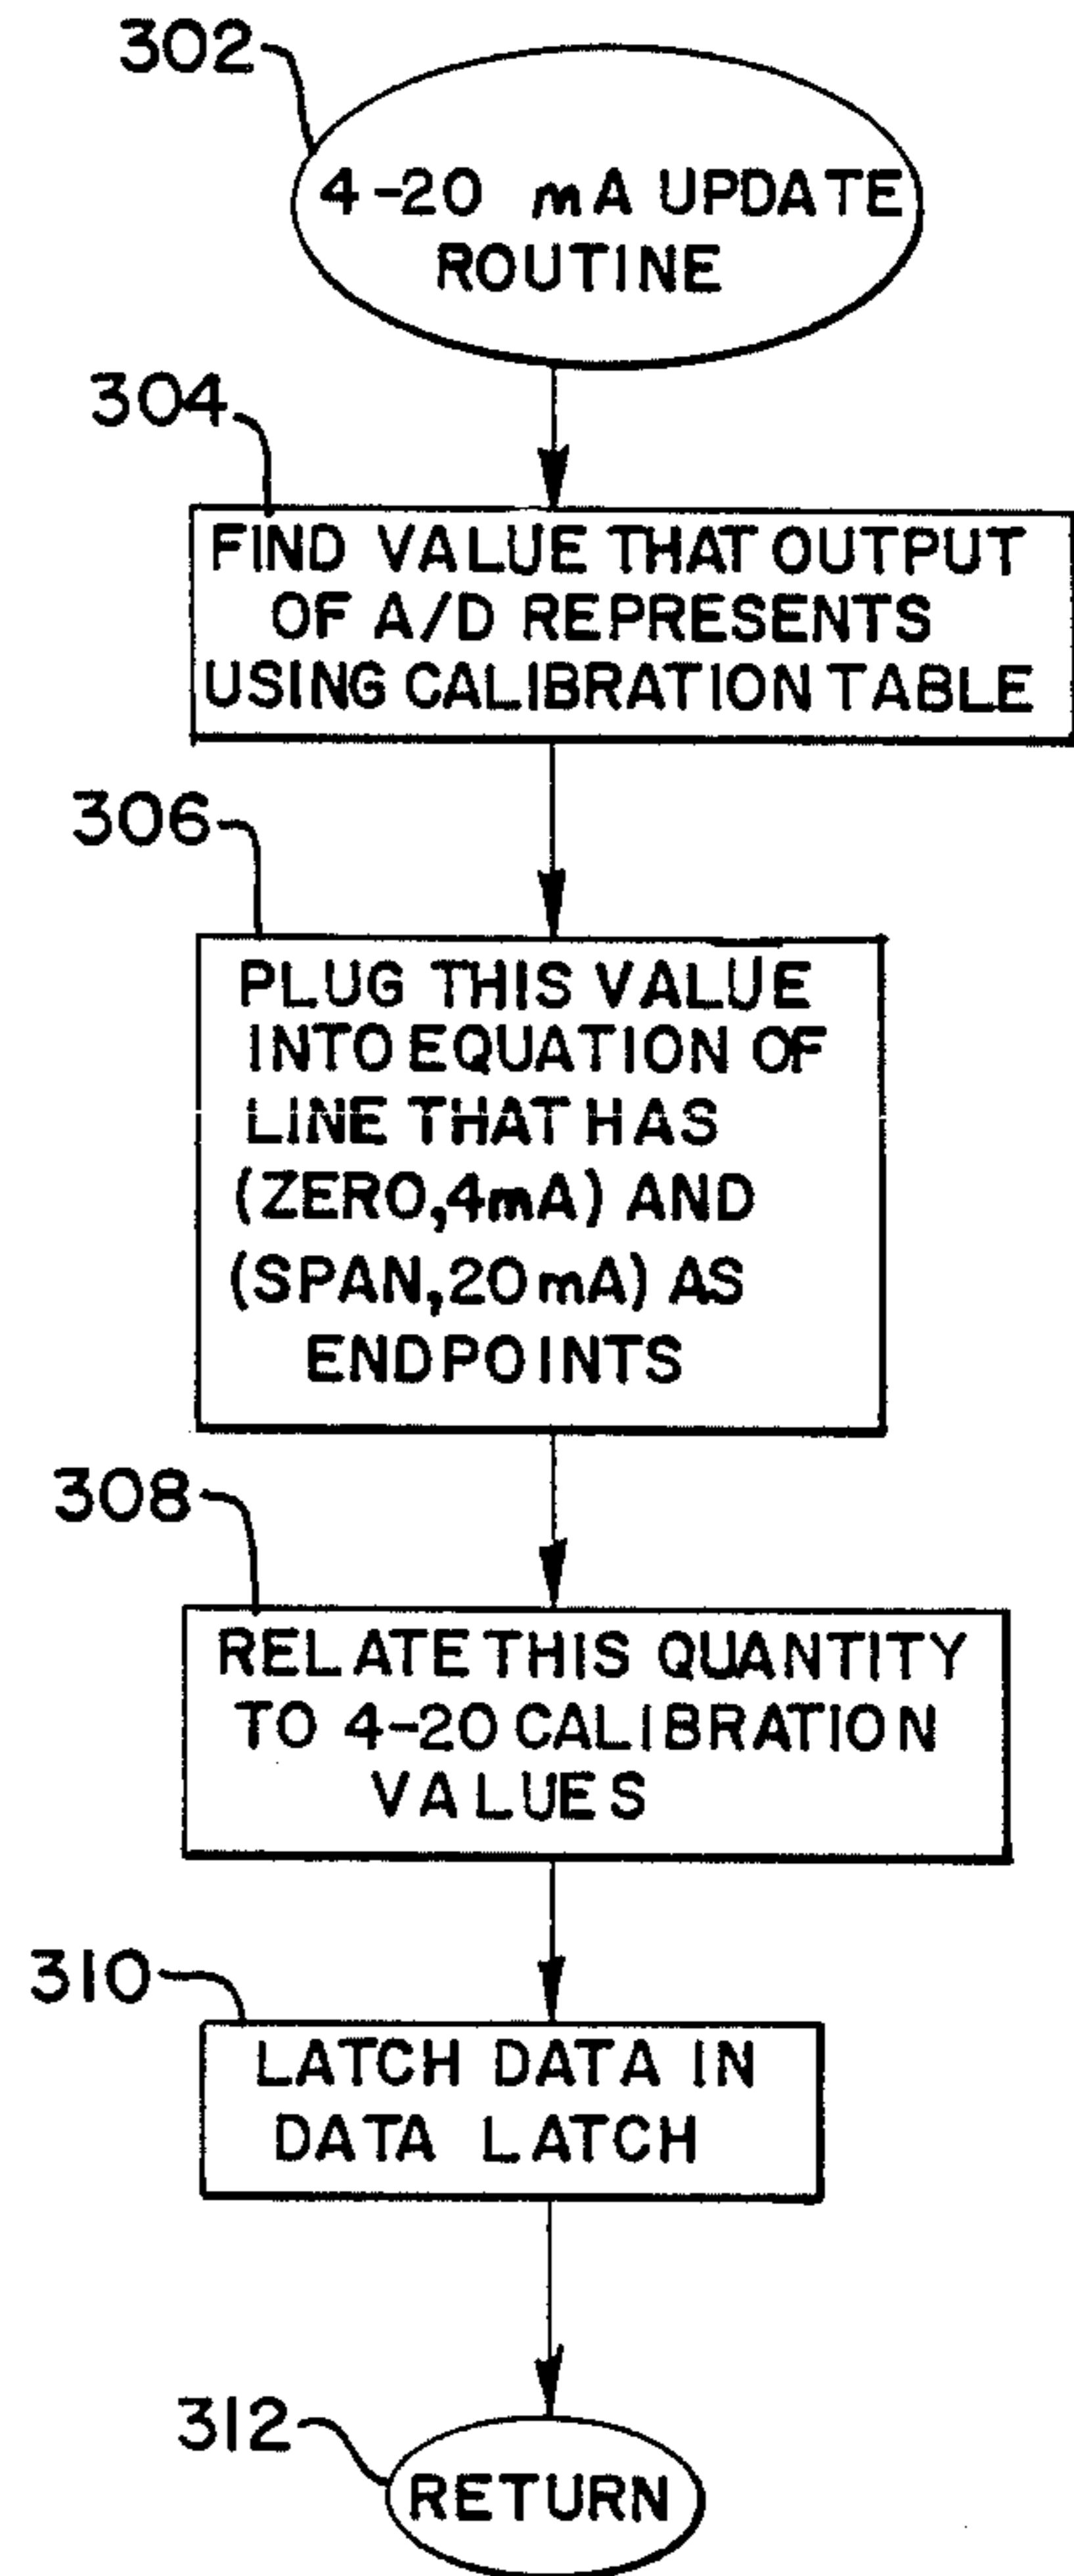 302
4-20 mA UPDATE
ROUTINE
304
FIND VALUE THAT OUTPUT
OF A/D REPRESENTS
USING CALIBRATION TABLE
306
PLUG THIS VALUE
INTO EQUATION OF
LINE THAT HAS
(ZERO,4mA) AND
(SPAN,20mA) AS
ENDPOINTS
308
RELATE THIS QUANTITY
TO 4-20 CALIBRATION
VALUES
310
LATCH DATA IN
DATA LATCH
312
RETURN